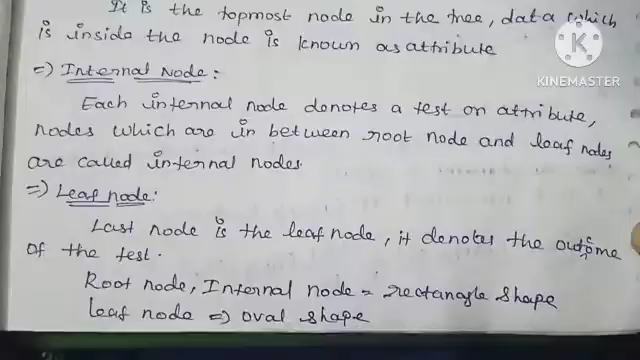 It is the topmost node in the tree, data which
is inside the node is known as attribute
KINEMASTER
=) Internal Node:
Each internal node denotes a test on attribute,
nodes which are in between root node and leaf nodes
are called internal nodes.
=) Leaf node:
Last node is the leaf node, it denotes the outcome
of the test.
Root node, Internal node = rectangle shape
leaf node => oval shape